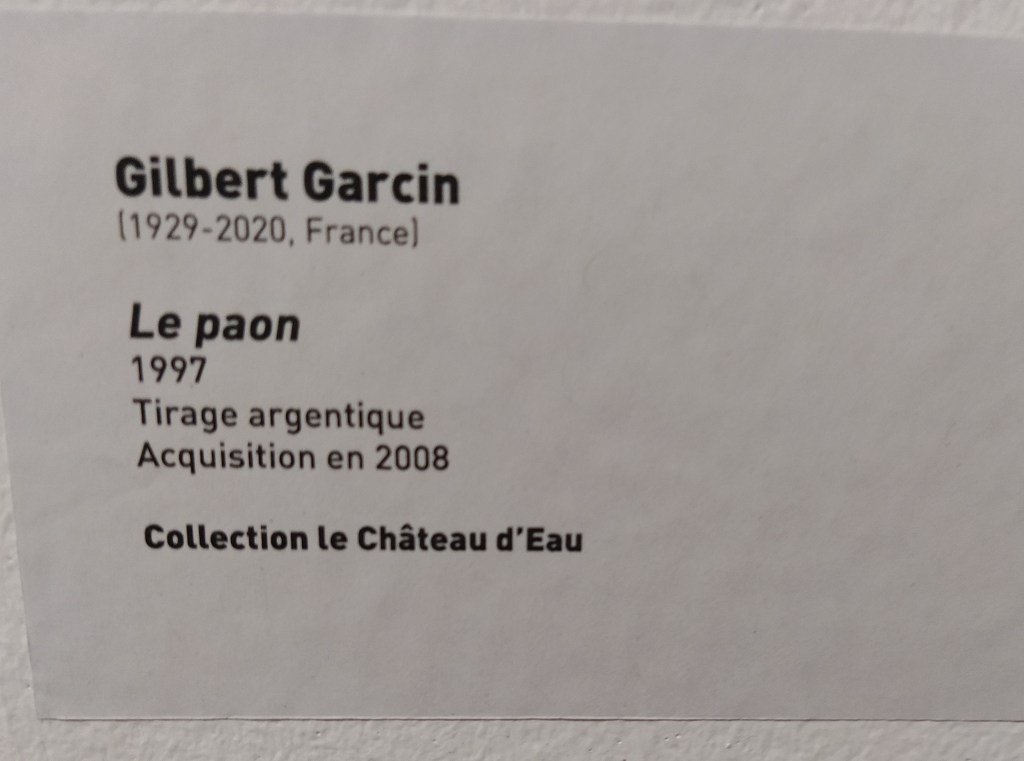 Gilbert Garcin
(1929-2020, France)
Le paon
1997
Tirage argentique
Acquisition en 2008
Collection le Château d'Eau